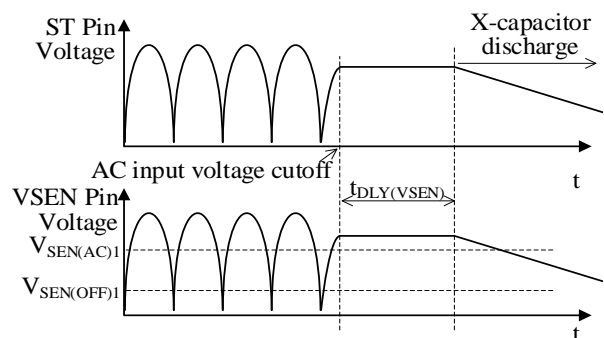 ST Pin
Voltage
X-capacitor
discharge
AC input voltage cutoff
t
tDLY(VSEN)
VSEN Pin
Voltage
VSEN(AC)1
VSEN(OFF)1
t